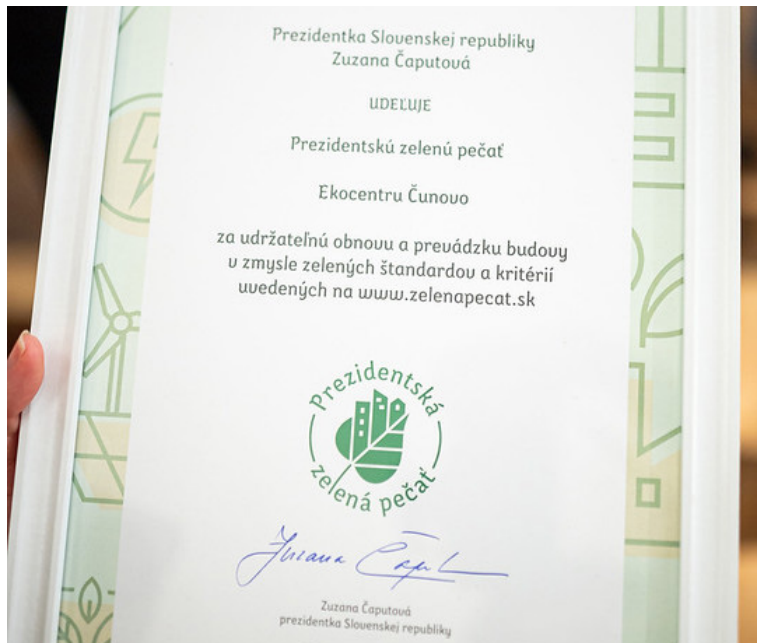 Prezidentka Slovenskej republiky
Zuzana Čaputová
UDEĽUJE
Prezidentskú zelenú pečať
Ekocentru Čunovo
za udržateľnú obnovu a prevádzku budovy
v zmysle zelených štandardov a kritérií
uvedených na www.zelenapecat.sk
Prezidentská
zelená pečať
Zuzana Čaputová
prezidentka Slovenskej republiky